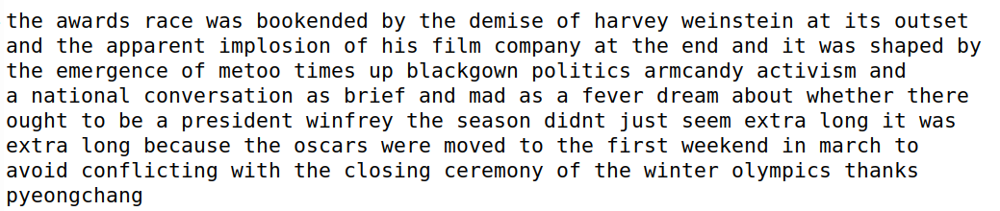 the awards race was bookended by the demise of harvey weinstein at its outset
and the apparent implosion of his film company at the end and it was shaped by
the emergence of metoo times up blackgown politics armcandy activism and
a national conversation as brief and mad as a fever dream about whether there
ought to be a president winfrey the season didnt just seem extra long it was
extra long because the oscars were moved to the first weekend in march to
avoid conflicting with the closing ceremony of the winter olympics thanks
pyeongchang